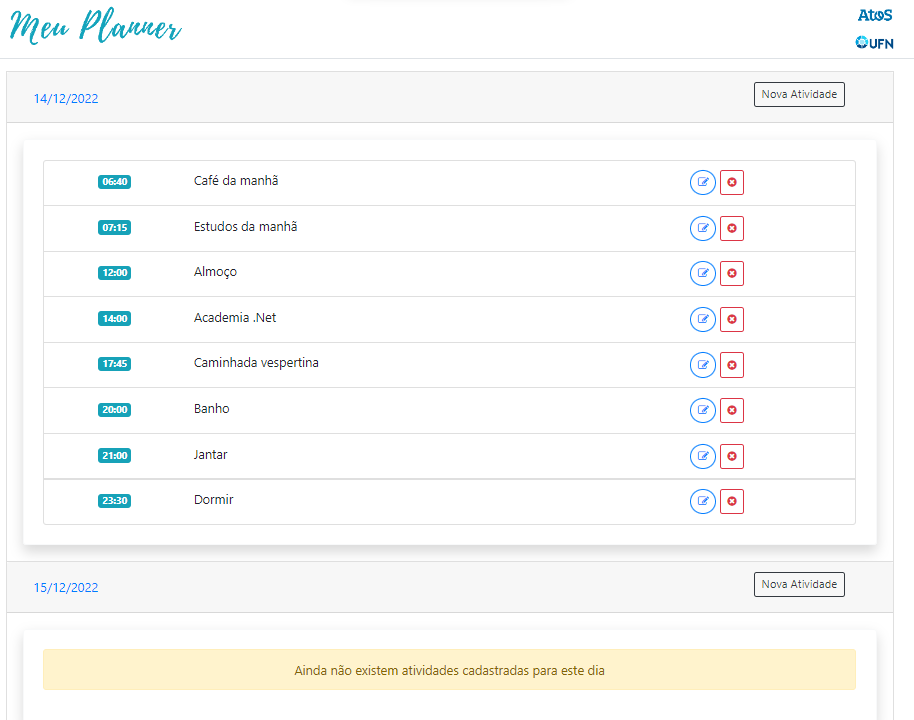 Meu Planner
Atos
UFN
14/12/2022
Nova Atividade
06:40 Café da manhã
07:15 Estudos da manhã
12:00 Almoço
14:00 Academia .Net
17:45 Caminhada vespertina
20:00 Banho
21:00 Jantar
23:30 Dormir
15/12/2022
Nova Atividade
Ainda não existem atividades cadastradas para este dia